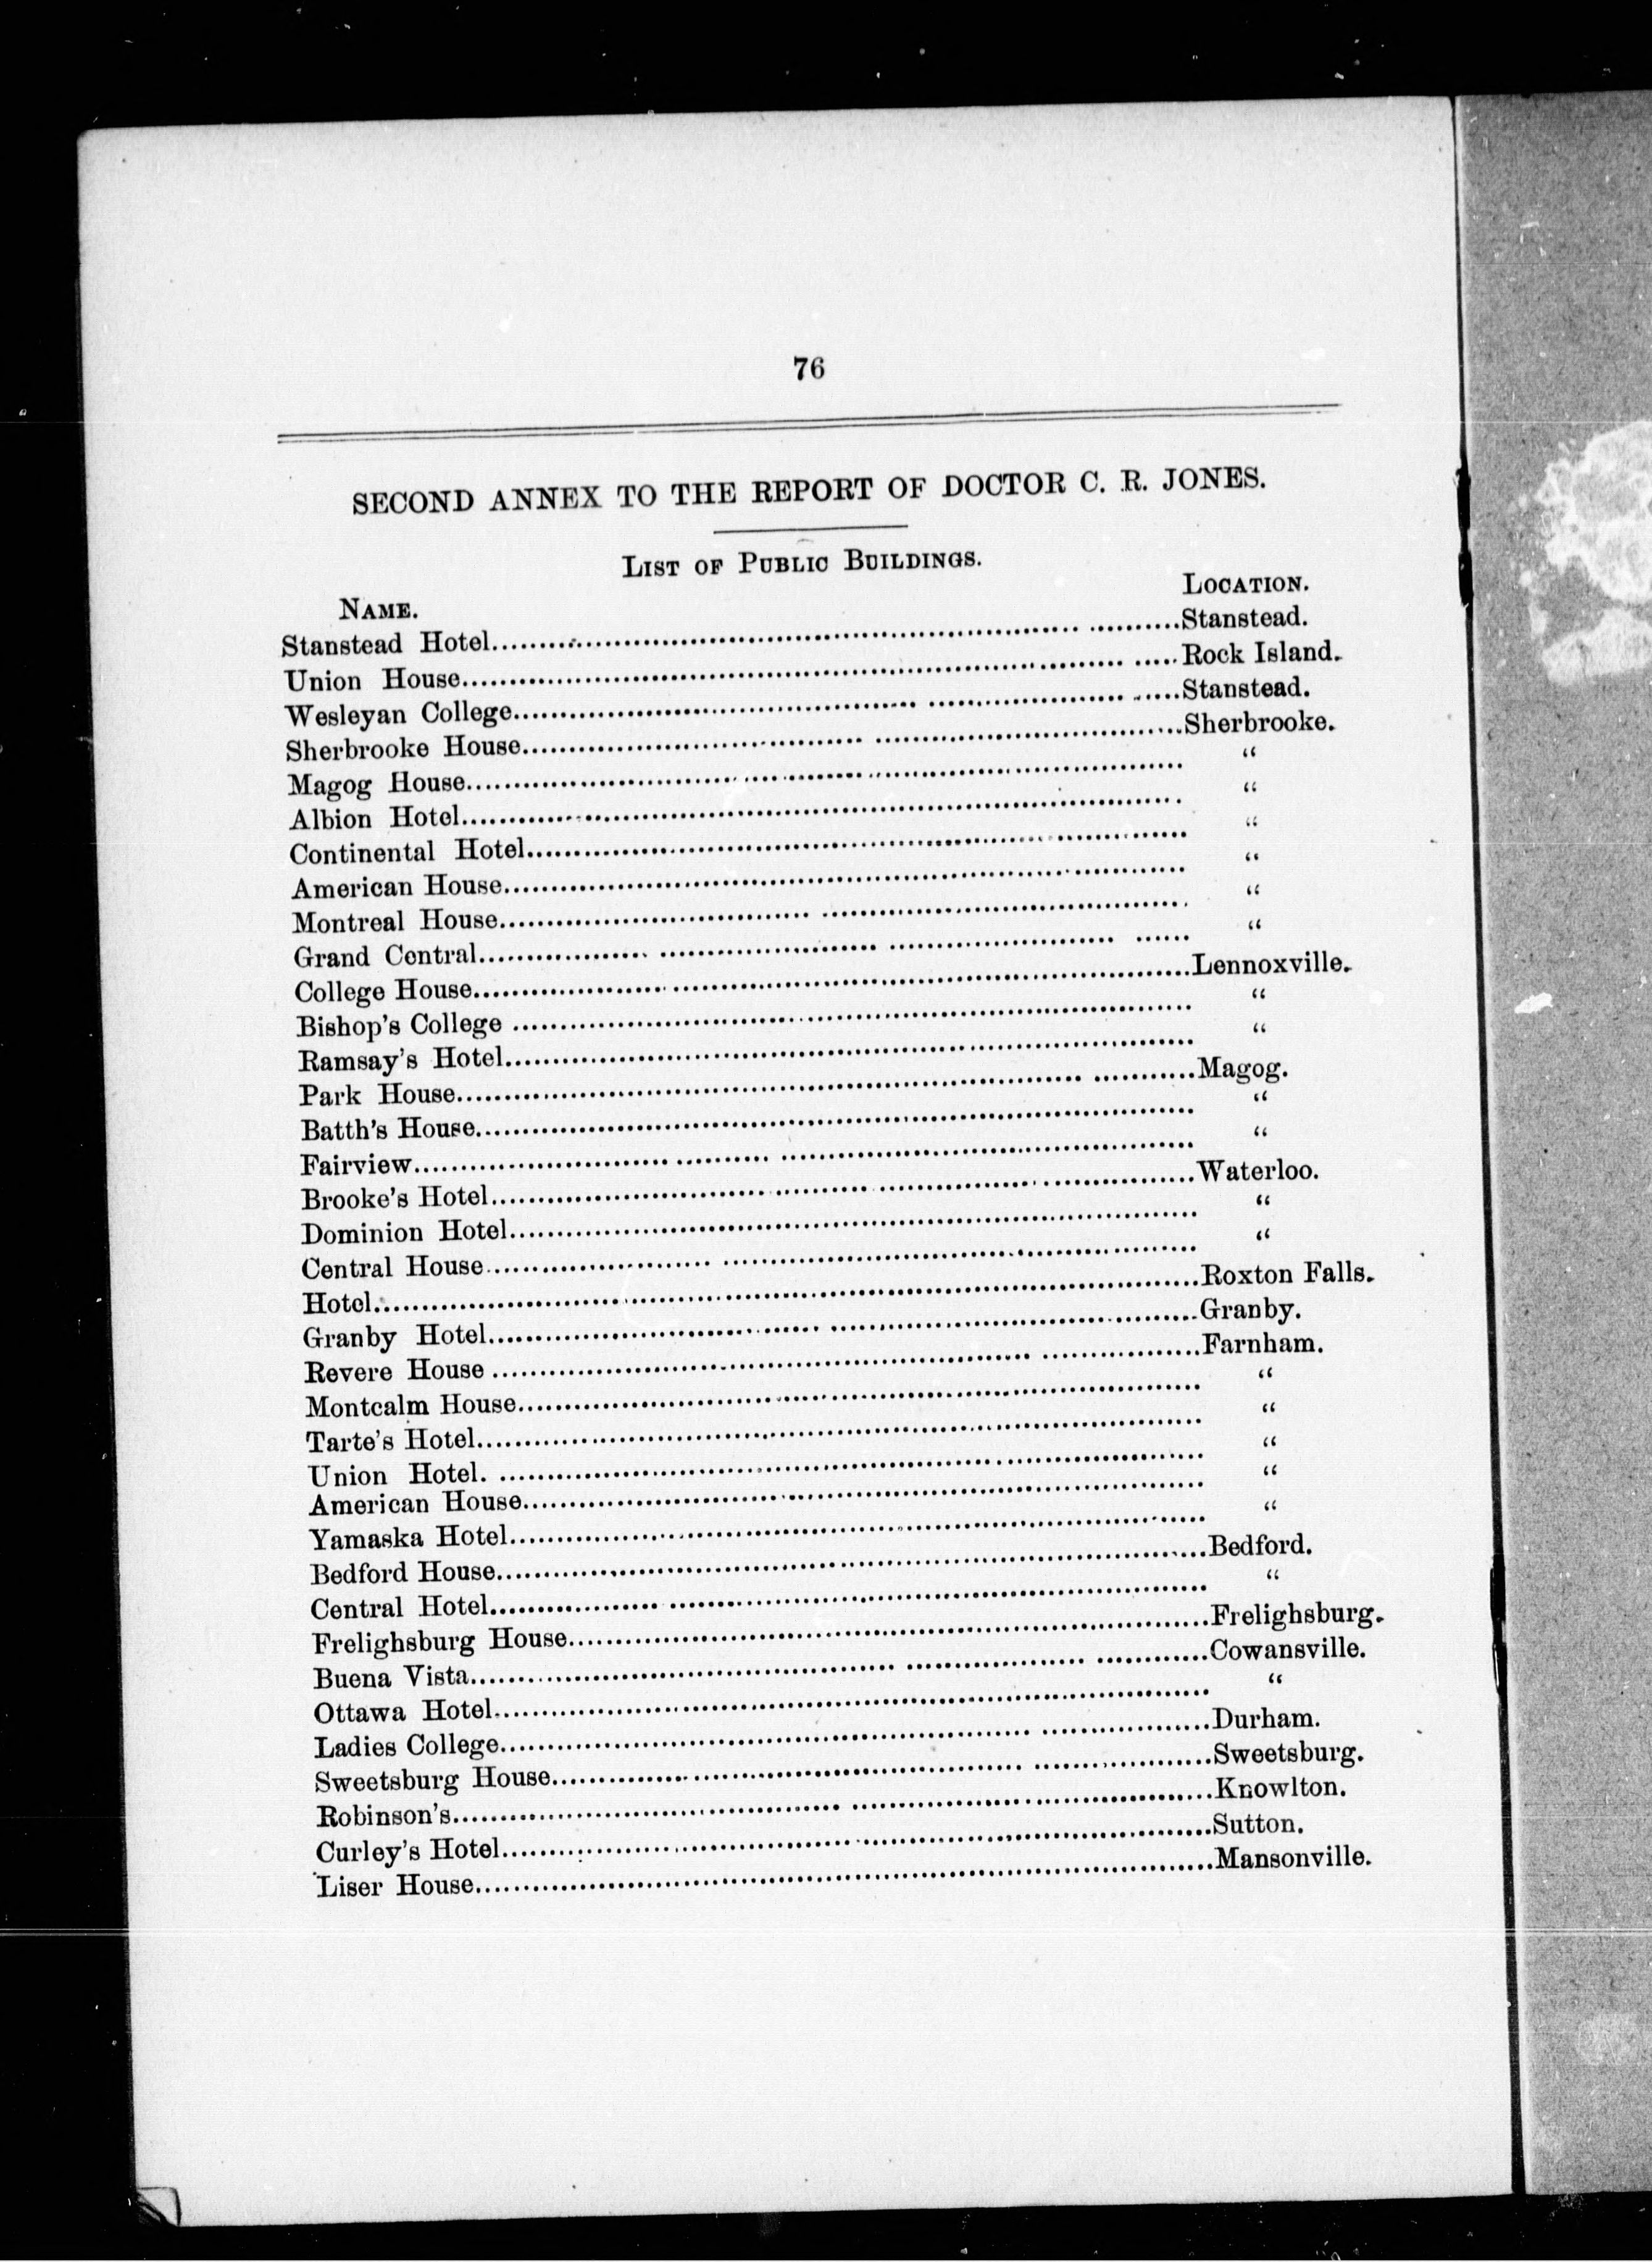 76
SECOND ANNEX TO THE REPORT OF DOCTOR C. R. JONES.
LIST OF PUBLIC BUILDINGS.
NAME. LOCATION.
Stanstead Hotel..........Stanstead.
Union House..........Rock Island.
Wesleyan College..........Stanstead.
Sherbrooke House..........Sherbrooke.
Magog House.......... “
Albion Hotel.......... “
Continental Hotel.......... “
American House.......... “
Montreal House.......... “
Grand Central.......... “
College House..........Lennoxville.
Bishop's College .......... “
Ramsay's Hotel.......... “
Park House..........Magog.
Batth's House.......... “
Fairview.......... “
Brooke's Hotel..........Waterloo.
Dominion Hotel.......... “
Central House.......... “
Hotel..........Roxton Falls.
Granby Hotel..........Granby.
Revere House ..........Farnham.
Montcalm House.......... “
Tarte's Hotel.......... “
Union Hotel. .......... “
American House.......... “
Yamaska Hotel.......... “
Bedford House..........Bedford.
Central Hotel.......... “
Frelighsburg House..........Frelighsburg.
Buena Vista..........Cowansville.
Ottawa Hotel.......... “
Ladies College..........Durham.
Sweetsburg House..........Sweetsburg.
Robinson's..........Knowlton.
Curley's Hotel..........Sutton.
Liser House..........Mansonville.